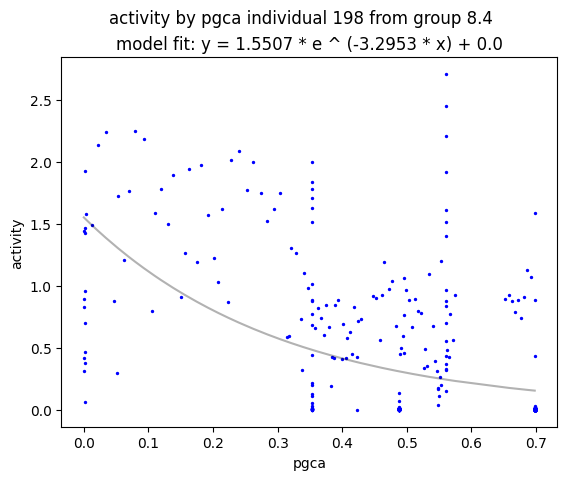 activity by pgca individual 198 from group 8.4
model fit: y = 1.5507 * e ^ (-3.2953 * x) + 0.0
2.5
2.0
1.5
1.0
0.5
0.0
activity
0.0 0.1 0.2 0.3 0.4 0.5 0.6 0.7
pgca